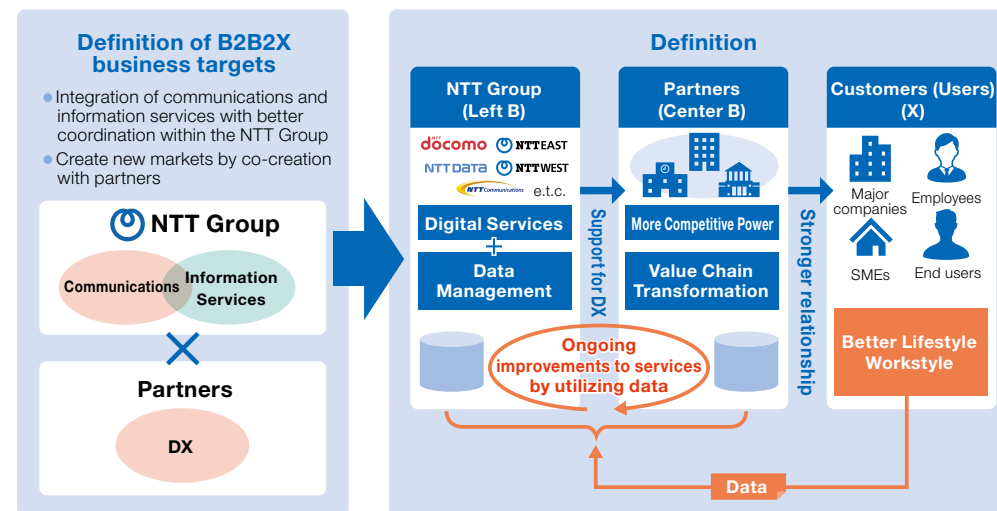 Definition of B2B2X
business targets
Integration of communications and
information services with better
coordination within the NTT Group
Create new markets by co-creation
with partners
NTT Group
Communications
Information
Services
Partners
DX
Definition
NTT Group
(Left B)
NTT
döcomo
NTT EAST
NTT DATA
NTT WEST
NTT Communications
e.t.c.
Digital Services
+
Data
Management
Support for DX
Partners
(Center B)
More Competitive Power
Value Chain
Transformation
Ongoing
improvements to services
by utilizing data
Stronger relationship
Customers (Users)
(X)
Major
companies
Employees
SMEs
End users
Better Lifestyle
Workstyle
Data